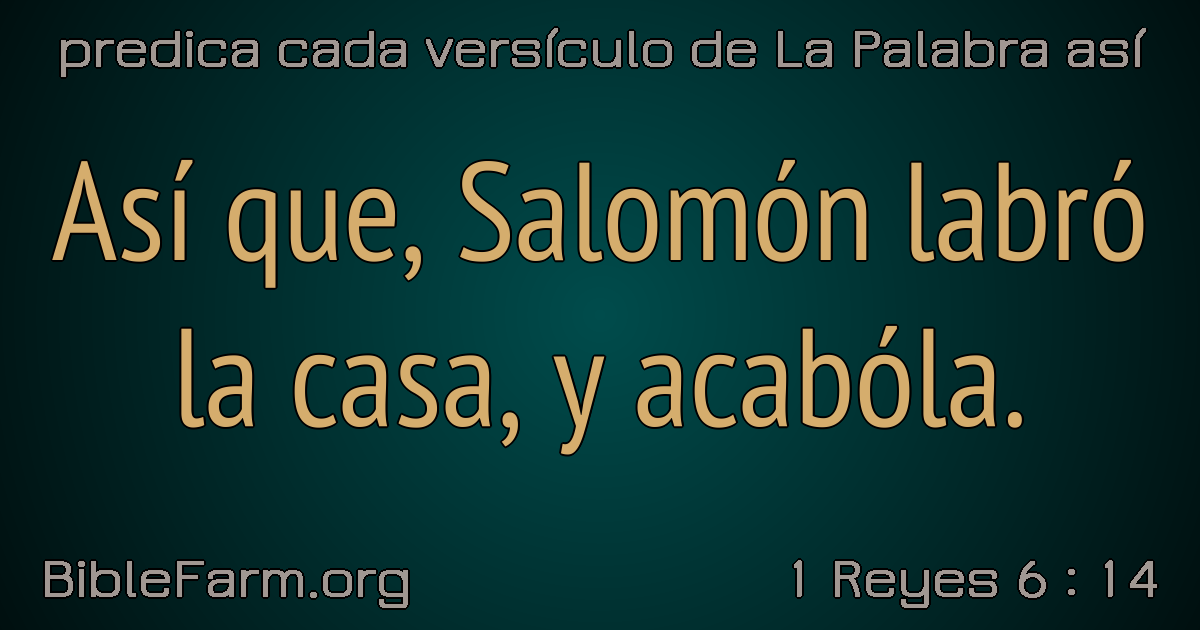 predica cada versículo de La Palabra así
Así que, Salomón labró
la casa, y acabóla.
BibleFarm.org
1 Reyes 6 : 14